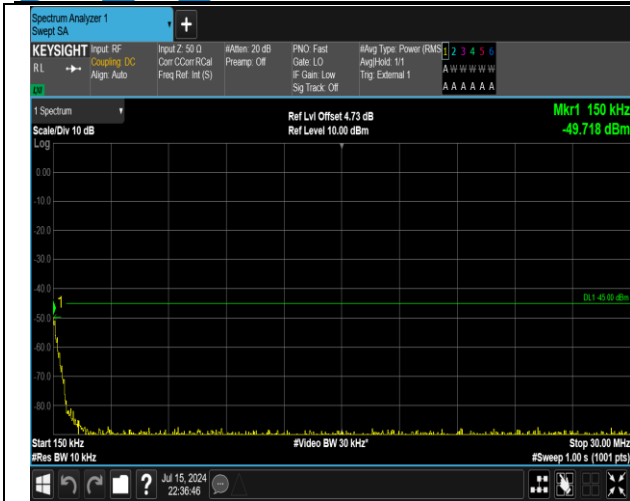 Spectrum Analyzer 1
Swept SA
+
KEYSIGHT
RL
Input: RF
Coupling: DC
Align: Auto
Input Z: 50 Ω
Corr CCorr RCal
Freq Ref: Int (S)
#Atten: 20 dB
Preamp: Off
PNO: Fast
Gate: LO
IF Gain: Low
Sig Track: Off
#Avg Type: Power (RMS
Avg|Hold: 1/1
Trig: External 1
1 2 3 4 5 6
A W W W W W
A A A A A A
1 Spectrum
Scale/Div 10 dB
Ref Lvl Offset 4.73 dB
Ref Level 10.00 dBm
Mkr1 150 kHz
-49.718 dBm
Log
0.00
-10.0
-20.0
-30.0
-40.0
1
DL1 -45.00 dBm
-50.0
-60.0
-70.0
-80.0
Start 150 kHz
#Video BW 30 kHz*
Stop 30.00 MHz
#Res BW 10 kHz
#Sweep 1.00 s (1001 pts)
?
Jul 15, 2024
22:36:46